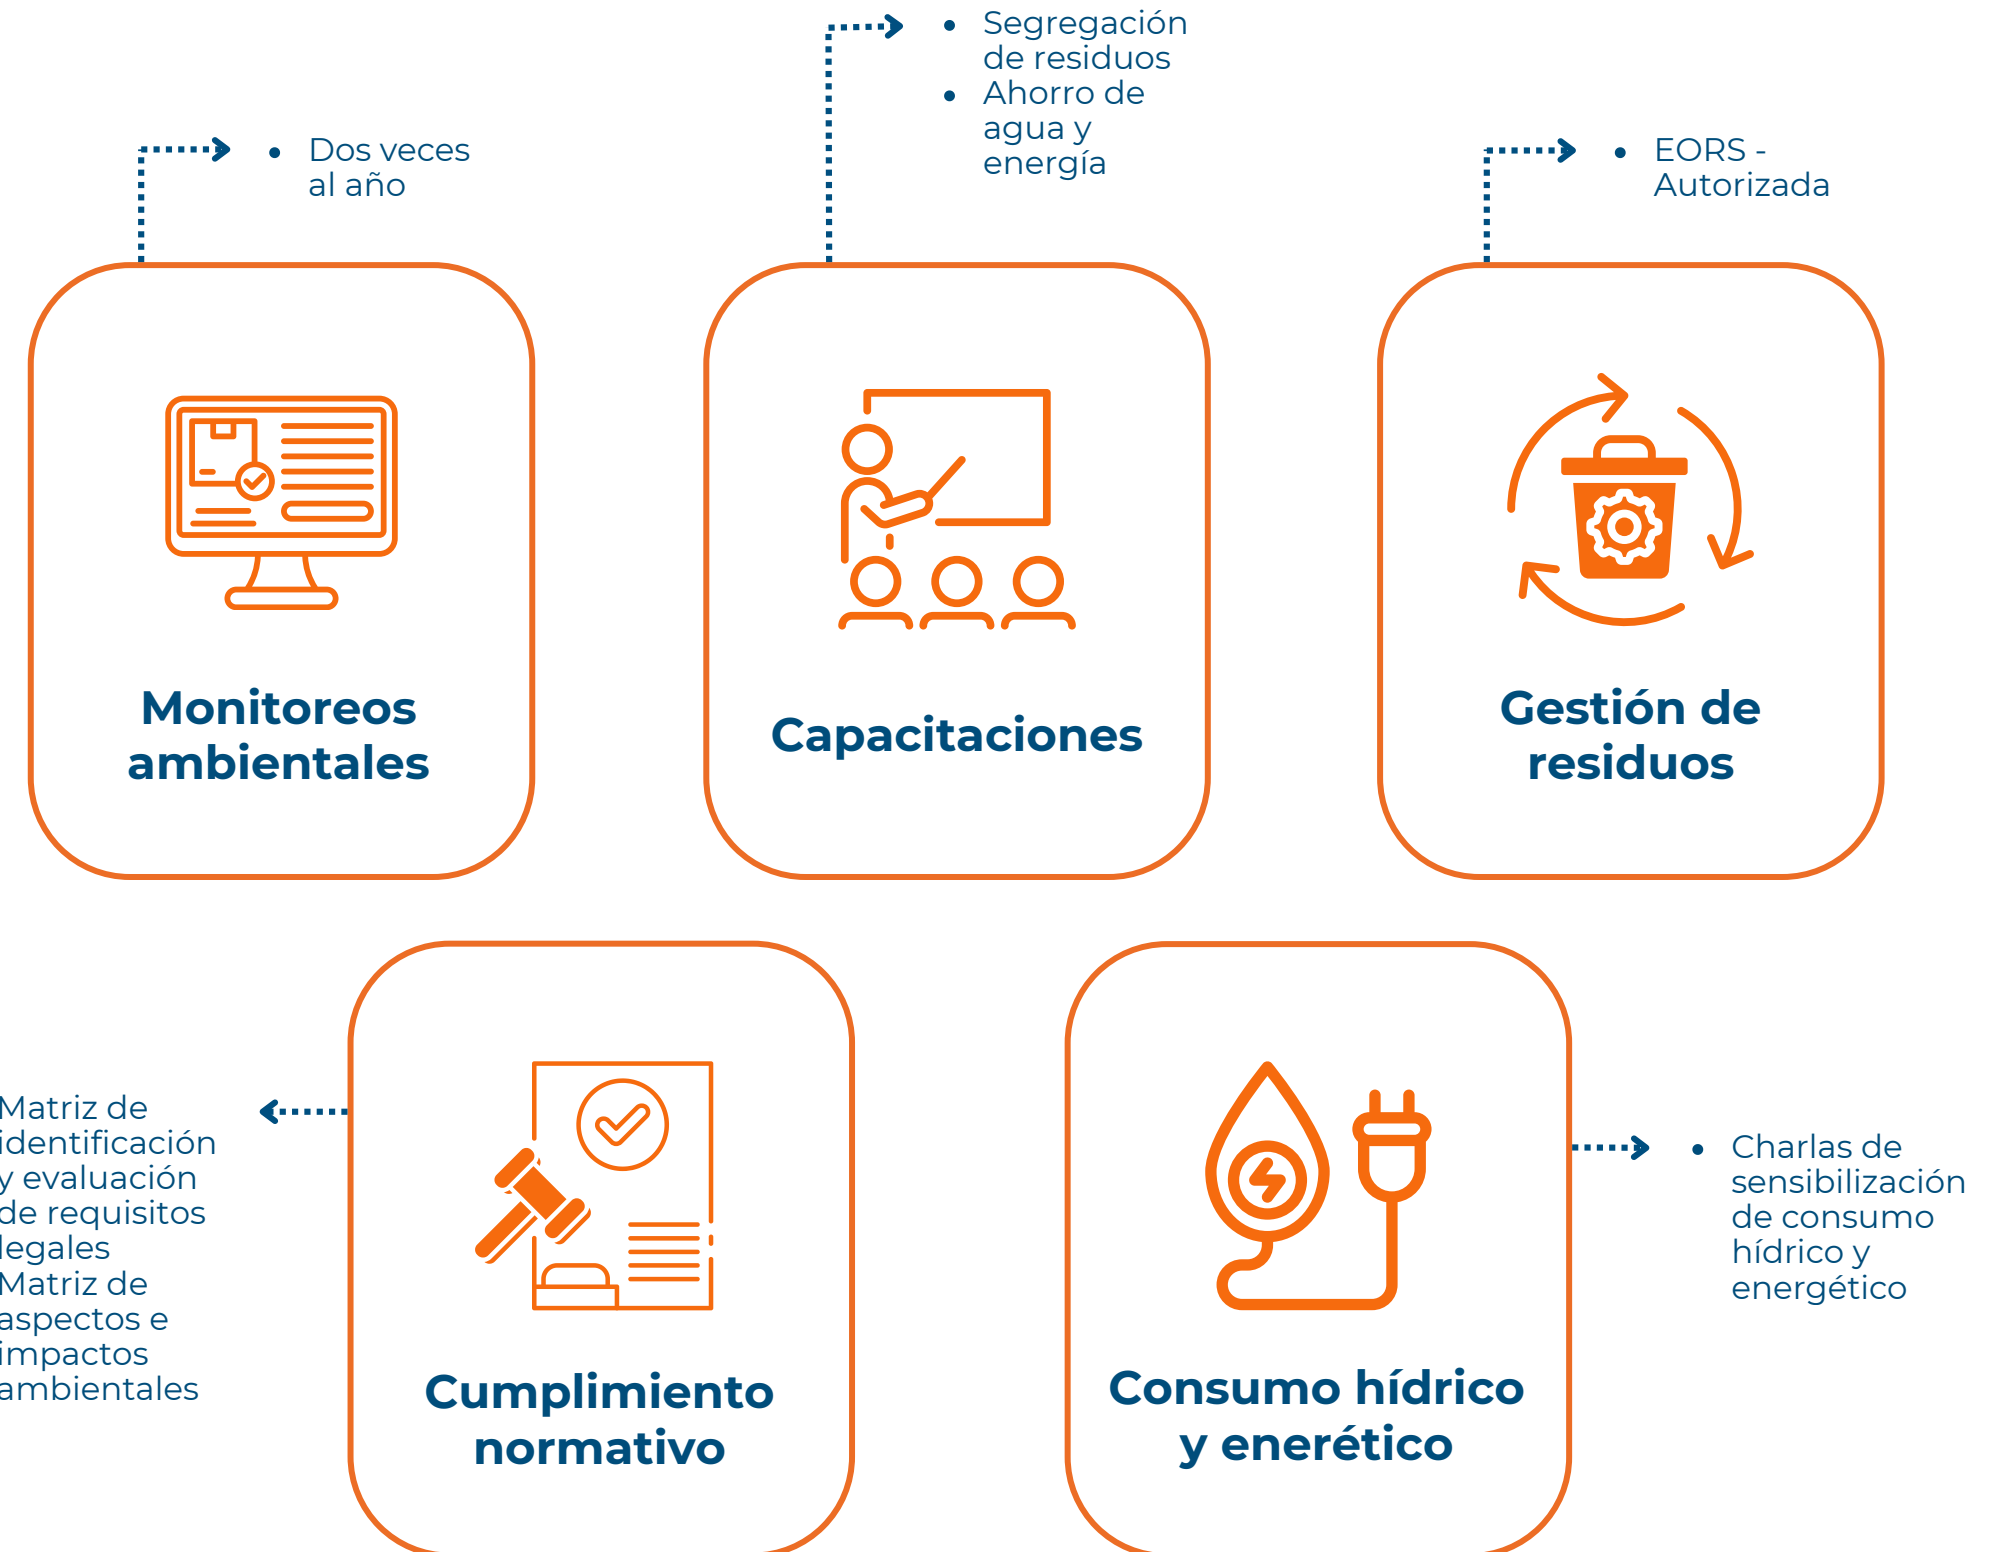 • Segregación
de residuos
• Ahorro de
agua y
energía
• Dos veces
al año
• EORS -
Autorizada
Monitoreos
ambientales
Capacitaciones
Gestión de
residuos
Matriz de
identificación
y evaluación
de requisitos
legales
Matriz de
aspectos e
impactos
ambientales
• Charlas de
sensibilización
de consumo
hídrico y
energético
Cumplimiento
normativo
Consumo hídrico
y enerético